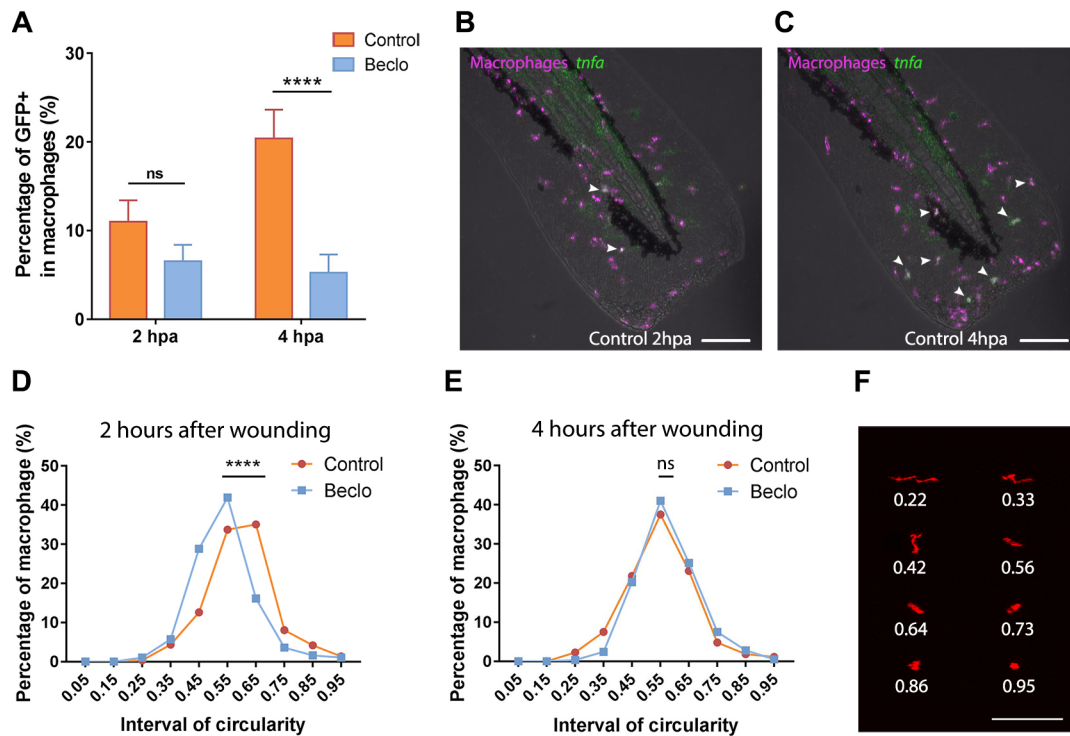 A
Percentage of GFP+
in macrophages (%)
30
20
10
0
Control
Beclo
ns
****
2 hpa
4 hpa
B
Macrophages tnfa
Control 2hpa
C
Macrophages tnfa
Control 4hpa
D
2 hours after wounding
Percentage of macrophage (%)
50
40
30
20
10
0
****
Control
Beclo
0.05
0.15
0.25
0.35
0.45
0.55
0.65
0.75
0.85
0.95
Interval of circularity
E
4 hours after wounding
Percentage of macrophage (%)
50
40
30
20
10
0
ns
Control
Beclo
0.05
0.15
0.25
0.35
0.45
0.55
0.65
0.75
0.85
0.95
Interval of circularity
F
0.22 0.33
0.42 0.56
0.64 0.73
0.86 0.95